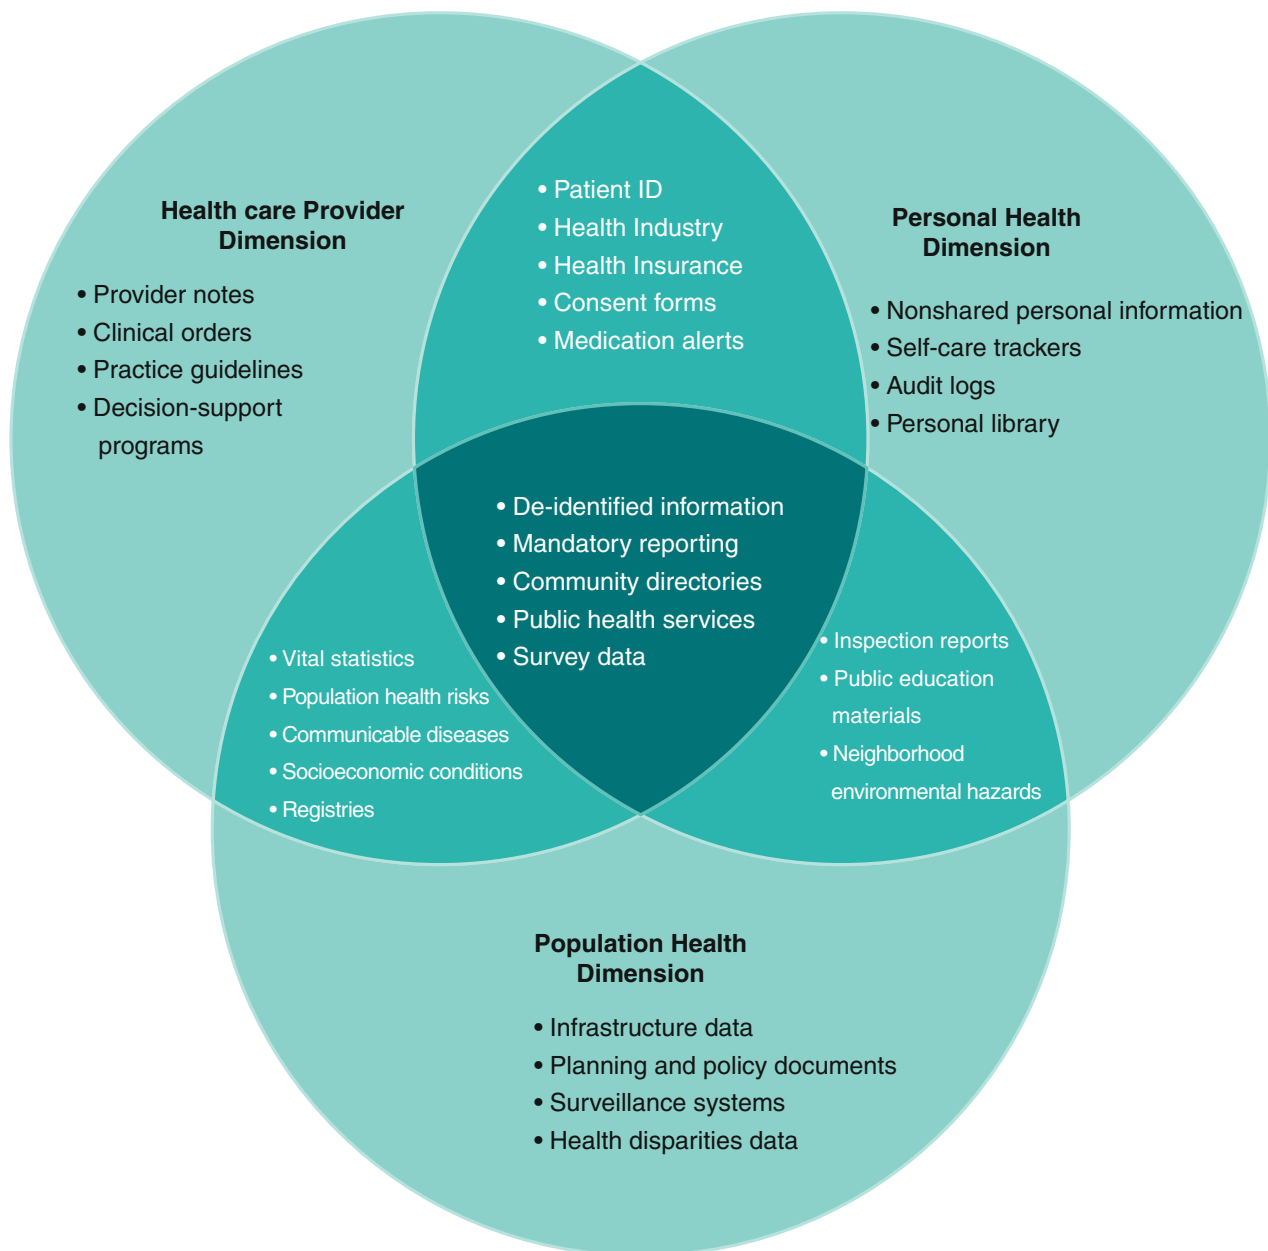 Health care Provider
Dimension
• Provider notes
• Clinical orders
• Practice guidelines
• Decision-support
programs
• Patient ID
• Health Industry
• Health Insurance
• Consent forms
• Medication alerts
Personal Health
Dimension
• Nonshared personal information
• Self-care trackers
• Audit logs
• Personal library
• De-identified information
• Mandatory reporting
• Community directories
• Public health services
• Survey data
• Vital statistics
• Population health risks
• Communicable diseases
• Socioeconomic conditions
• Registries
• Inspection reports
• Public education
materials
• Neighborhood
environmental hazards
Population Health
Dimension
• Infrastructure data
• Planning and policy documents
• Surveillance systems
• Health disparities data